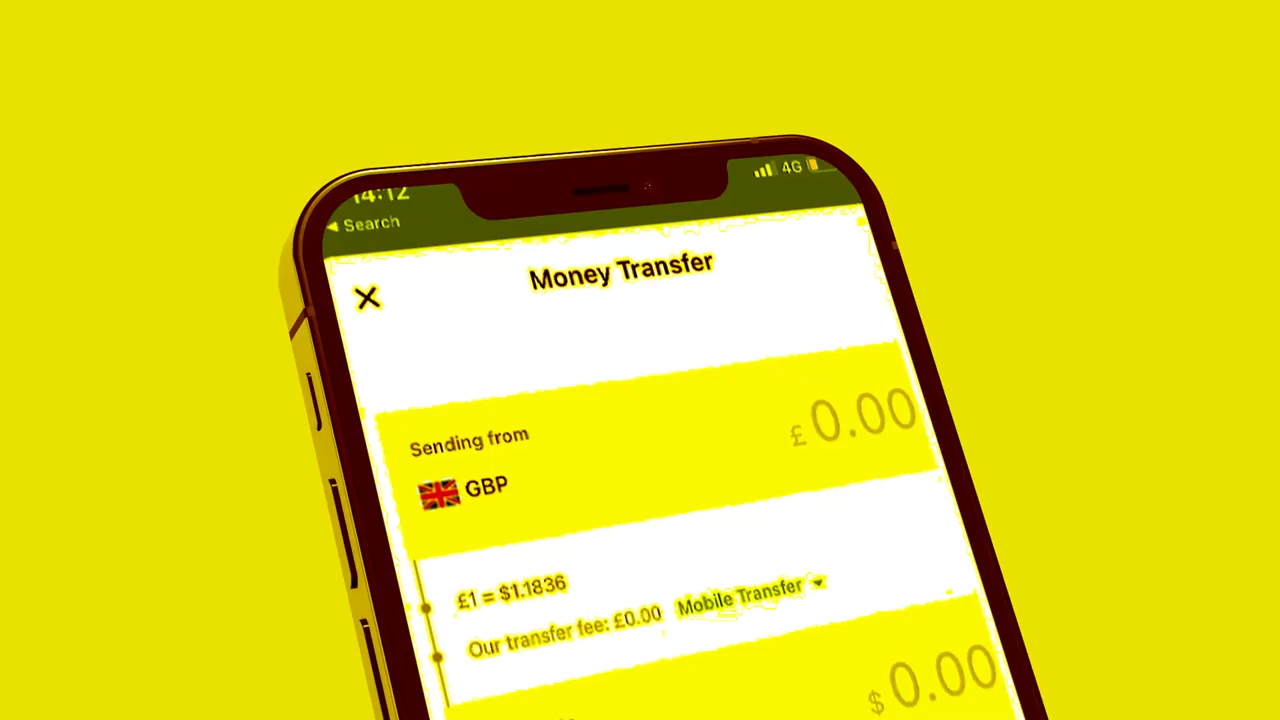 14:12
4G
◀ Search
Money Transfer
£ 0.00
Sending from
GBP
£1 = $1.1836
Our transfer fee: £0.00 Mobile Transfer
$ 0.00